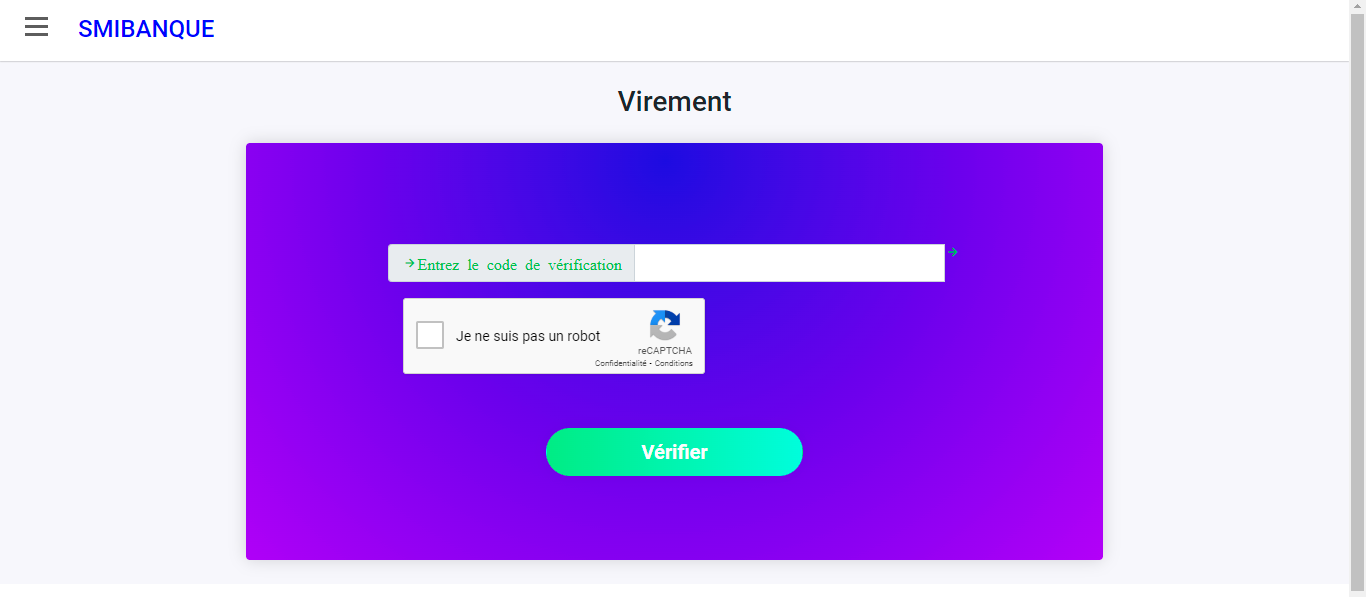 SMIBANQUE
Virement
→Entrez le code de vérification →
Je ne suis pas un robot
reCAPTCHA
Confidentialité - Conditions
Vérifier